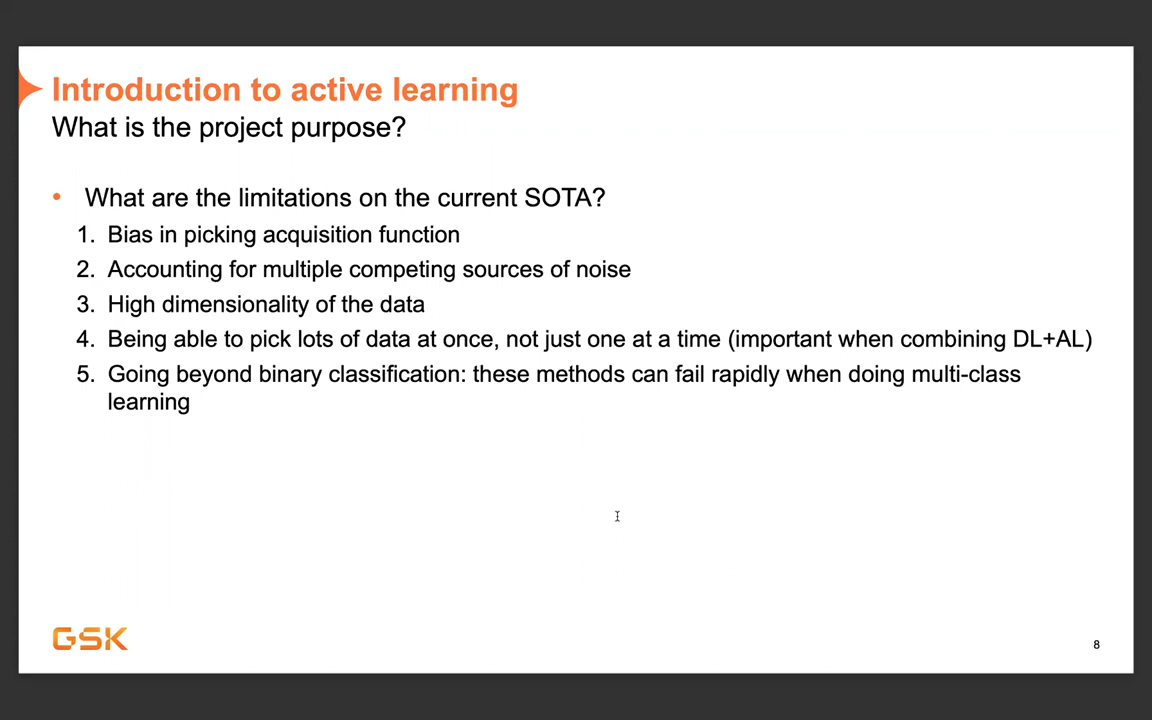 Introduction to active learning
What is the project purpose?
• What are the limitations on the current SOTA?
1. Bias in picking acquisition function
2. Accounting for multiple competing sources of noise
3. High dimensionality of the data
4. Being able to pick lots of data at once, not just one at a time (important when combining DL+AL)
5. Going beyond binary classification: these methods can fail rapidly when doing multi-class
learning
GSK
8